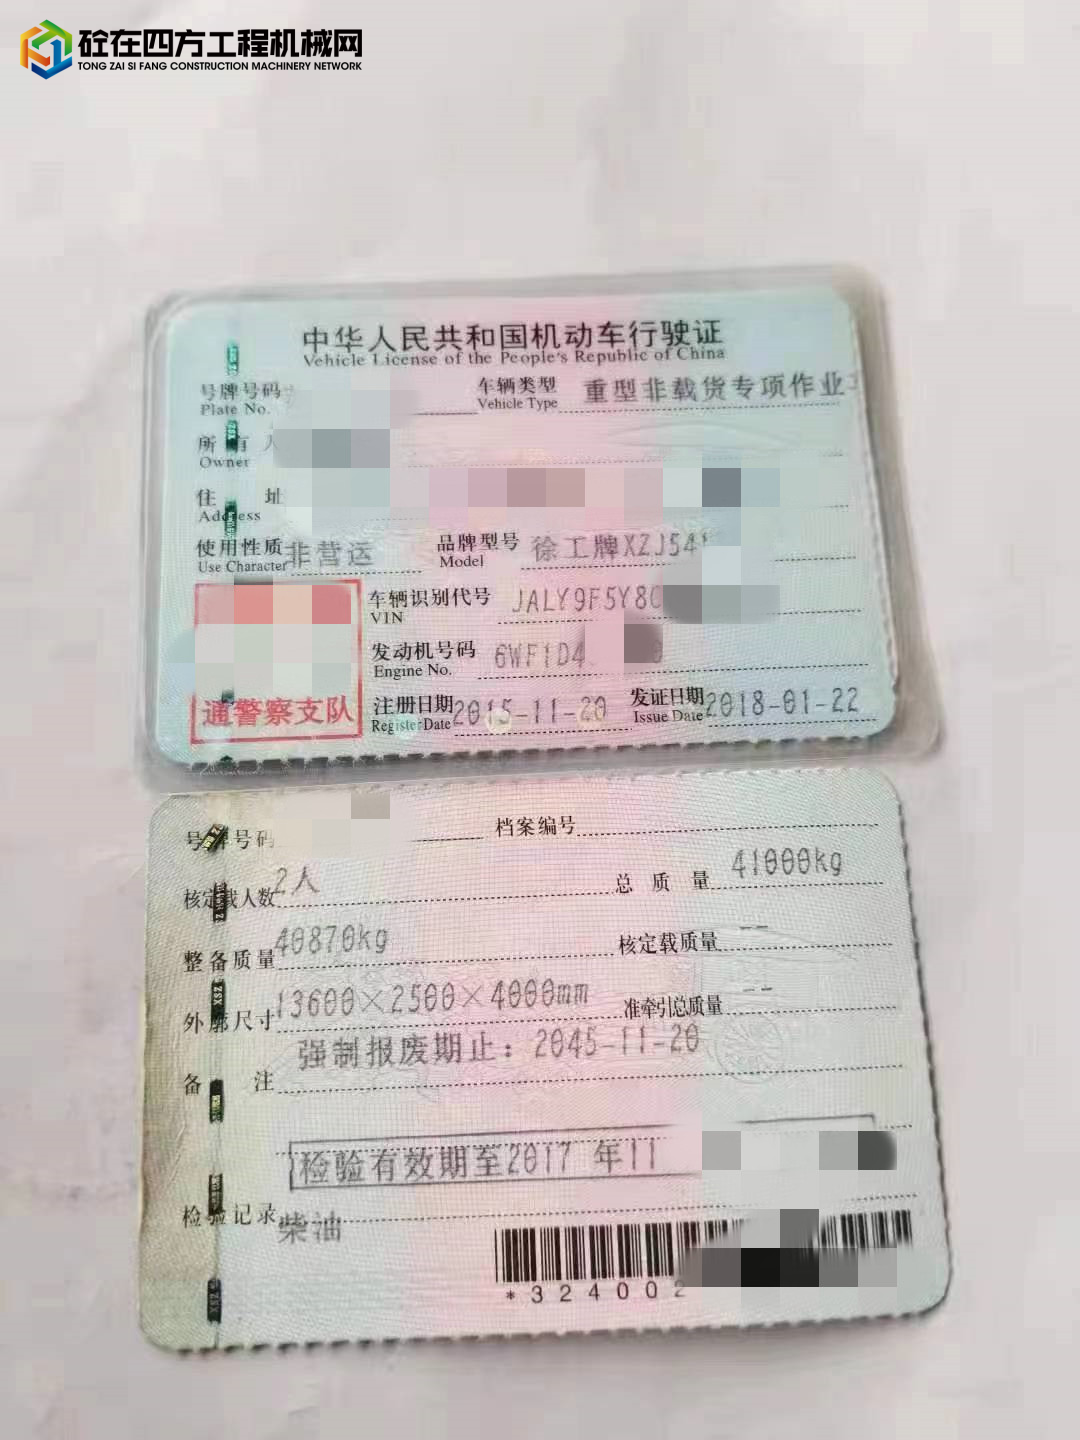 砼在四方工程机械网
TONG ZAI SI FANG CONSTRUCTION MACHINERY NETWORK
中华人民共和国机动车行驶证
Vehicle License of the People's Republic of China
号牌号码 车辆类型 重型非载货专项作业
Plate No. Vehicle Type
所有人
Owner
住 址
Address
使用性质 非营运 品牌型号 徐工牌XZJ54
Use Character Model
车辆识别代号 JALY9F5Y8
VIN
发动机号码 6WF1D4
Engine No.
通警察支队 注册日期 2015-11-20 发证日期 2018-01-22
Register Date Issue Date
号牌号码 档案编号
核定载人数 2人 总质量 41000kg
整备质量 40870kg 核定载质量 --
外廓尺寸 13600×2500×4000mm 准牵引总质量 --
备 注 强制报废期止：2045-11-20
检验有效期至2017 年11
检验记录 柴油
*324002